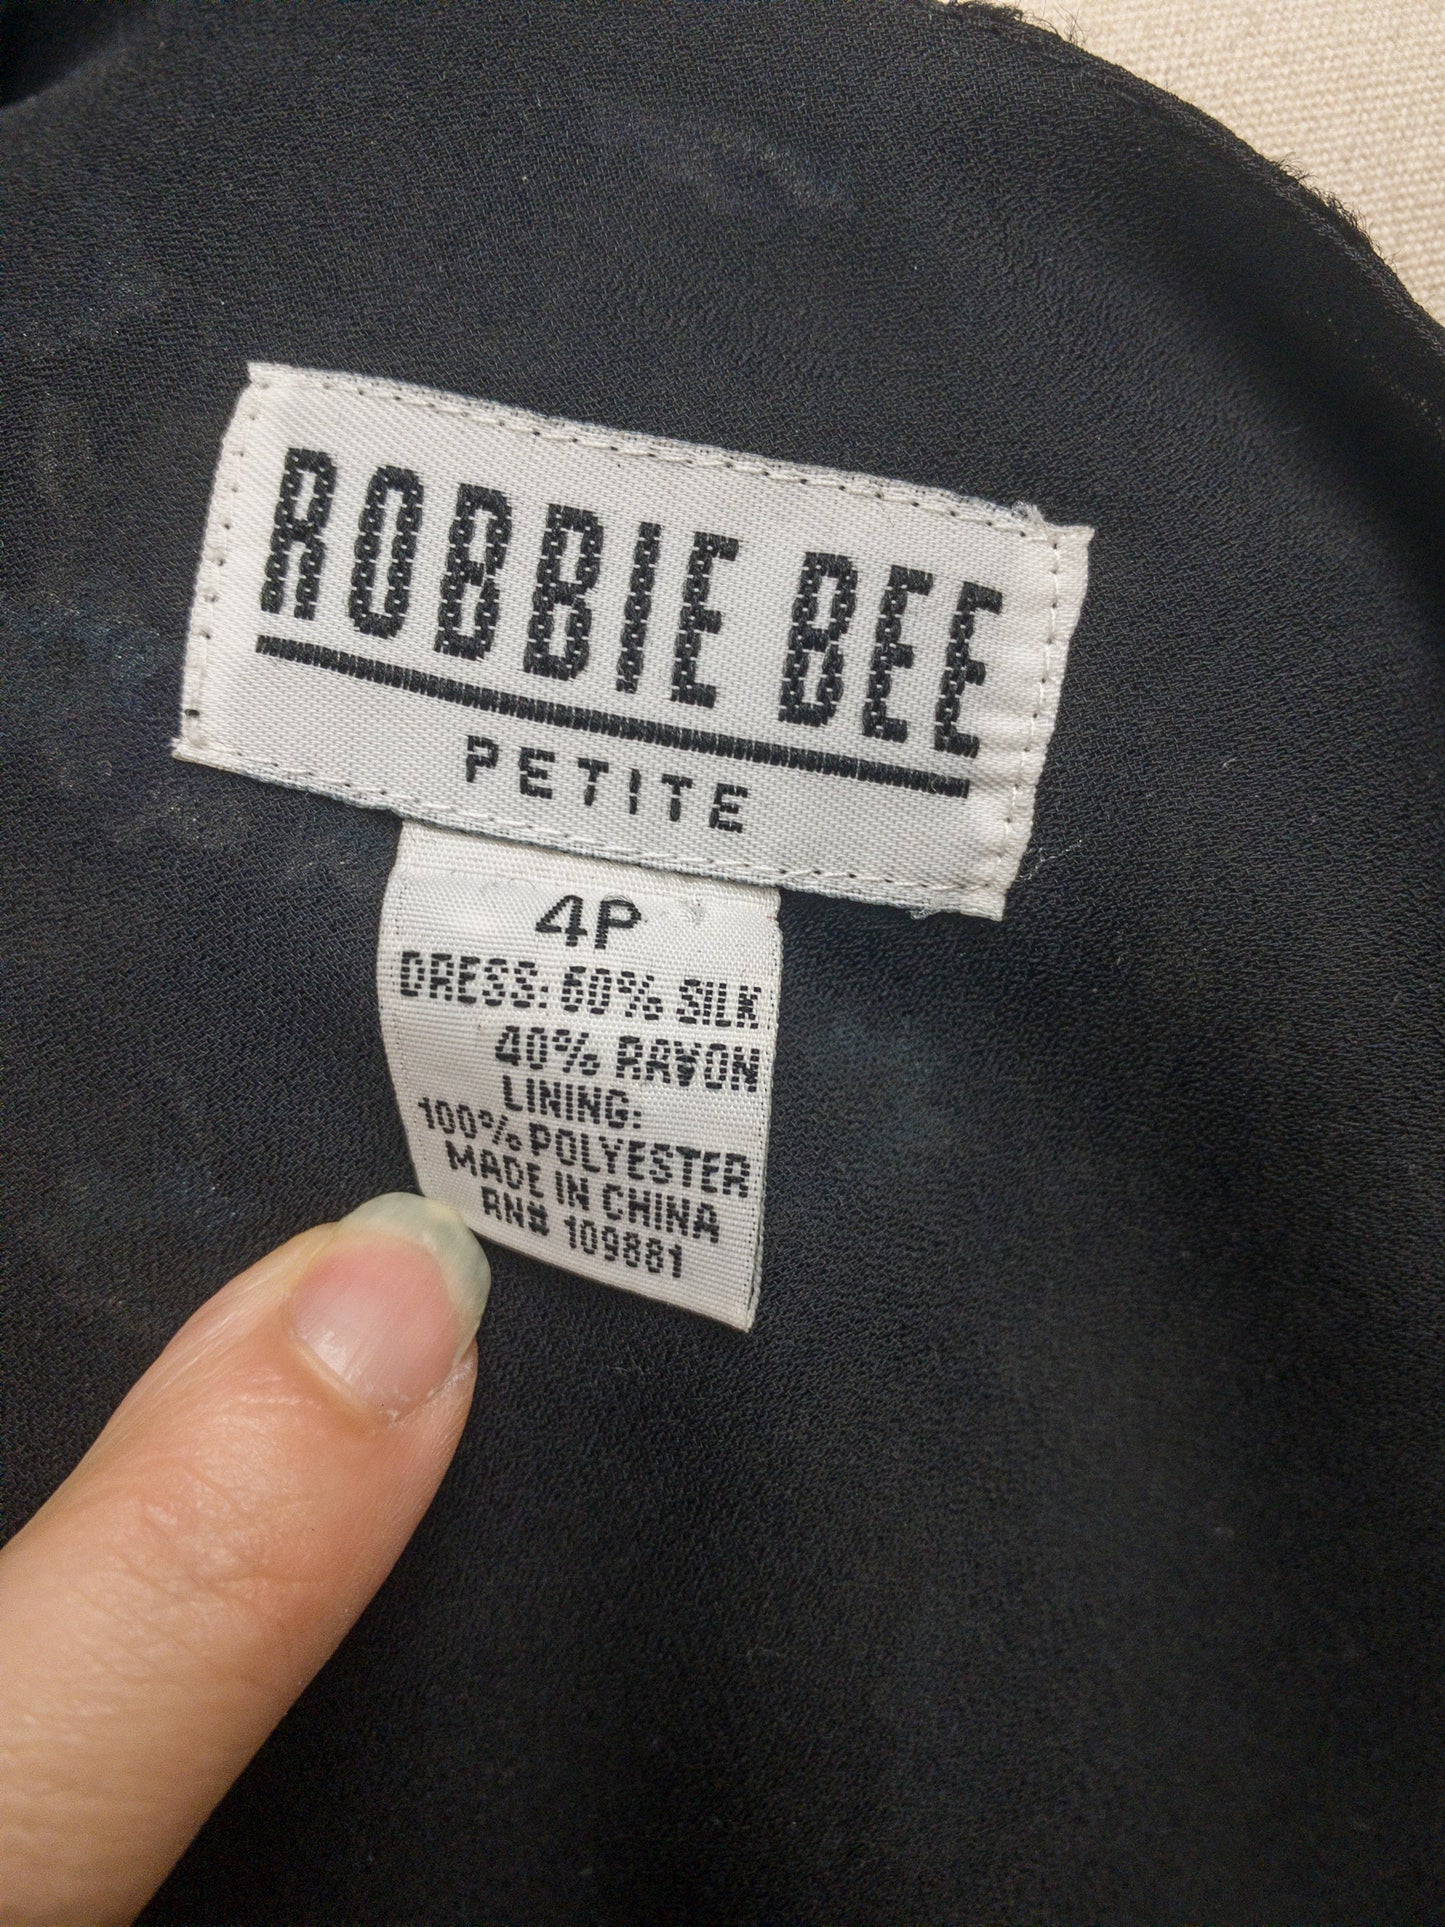 ROBBIE BEE
PETITE
4P
DRESS: 60% SILK
40% RAYON
LINING:
100% POLYESTER
MADE IN CHINA
RN# 109881